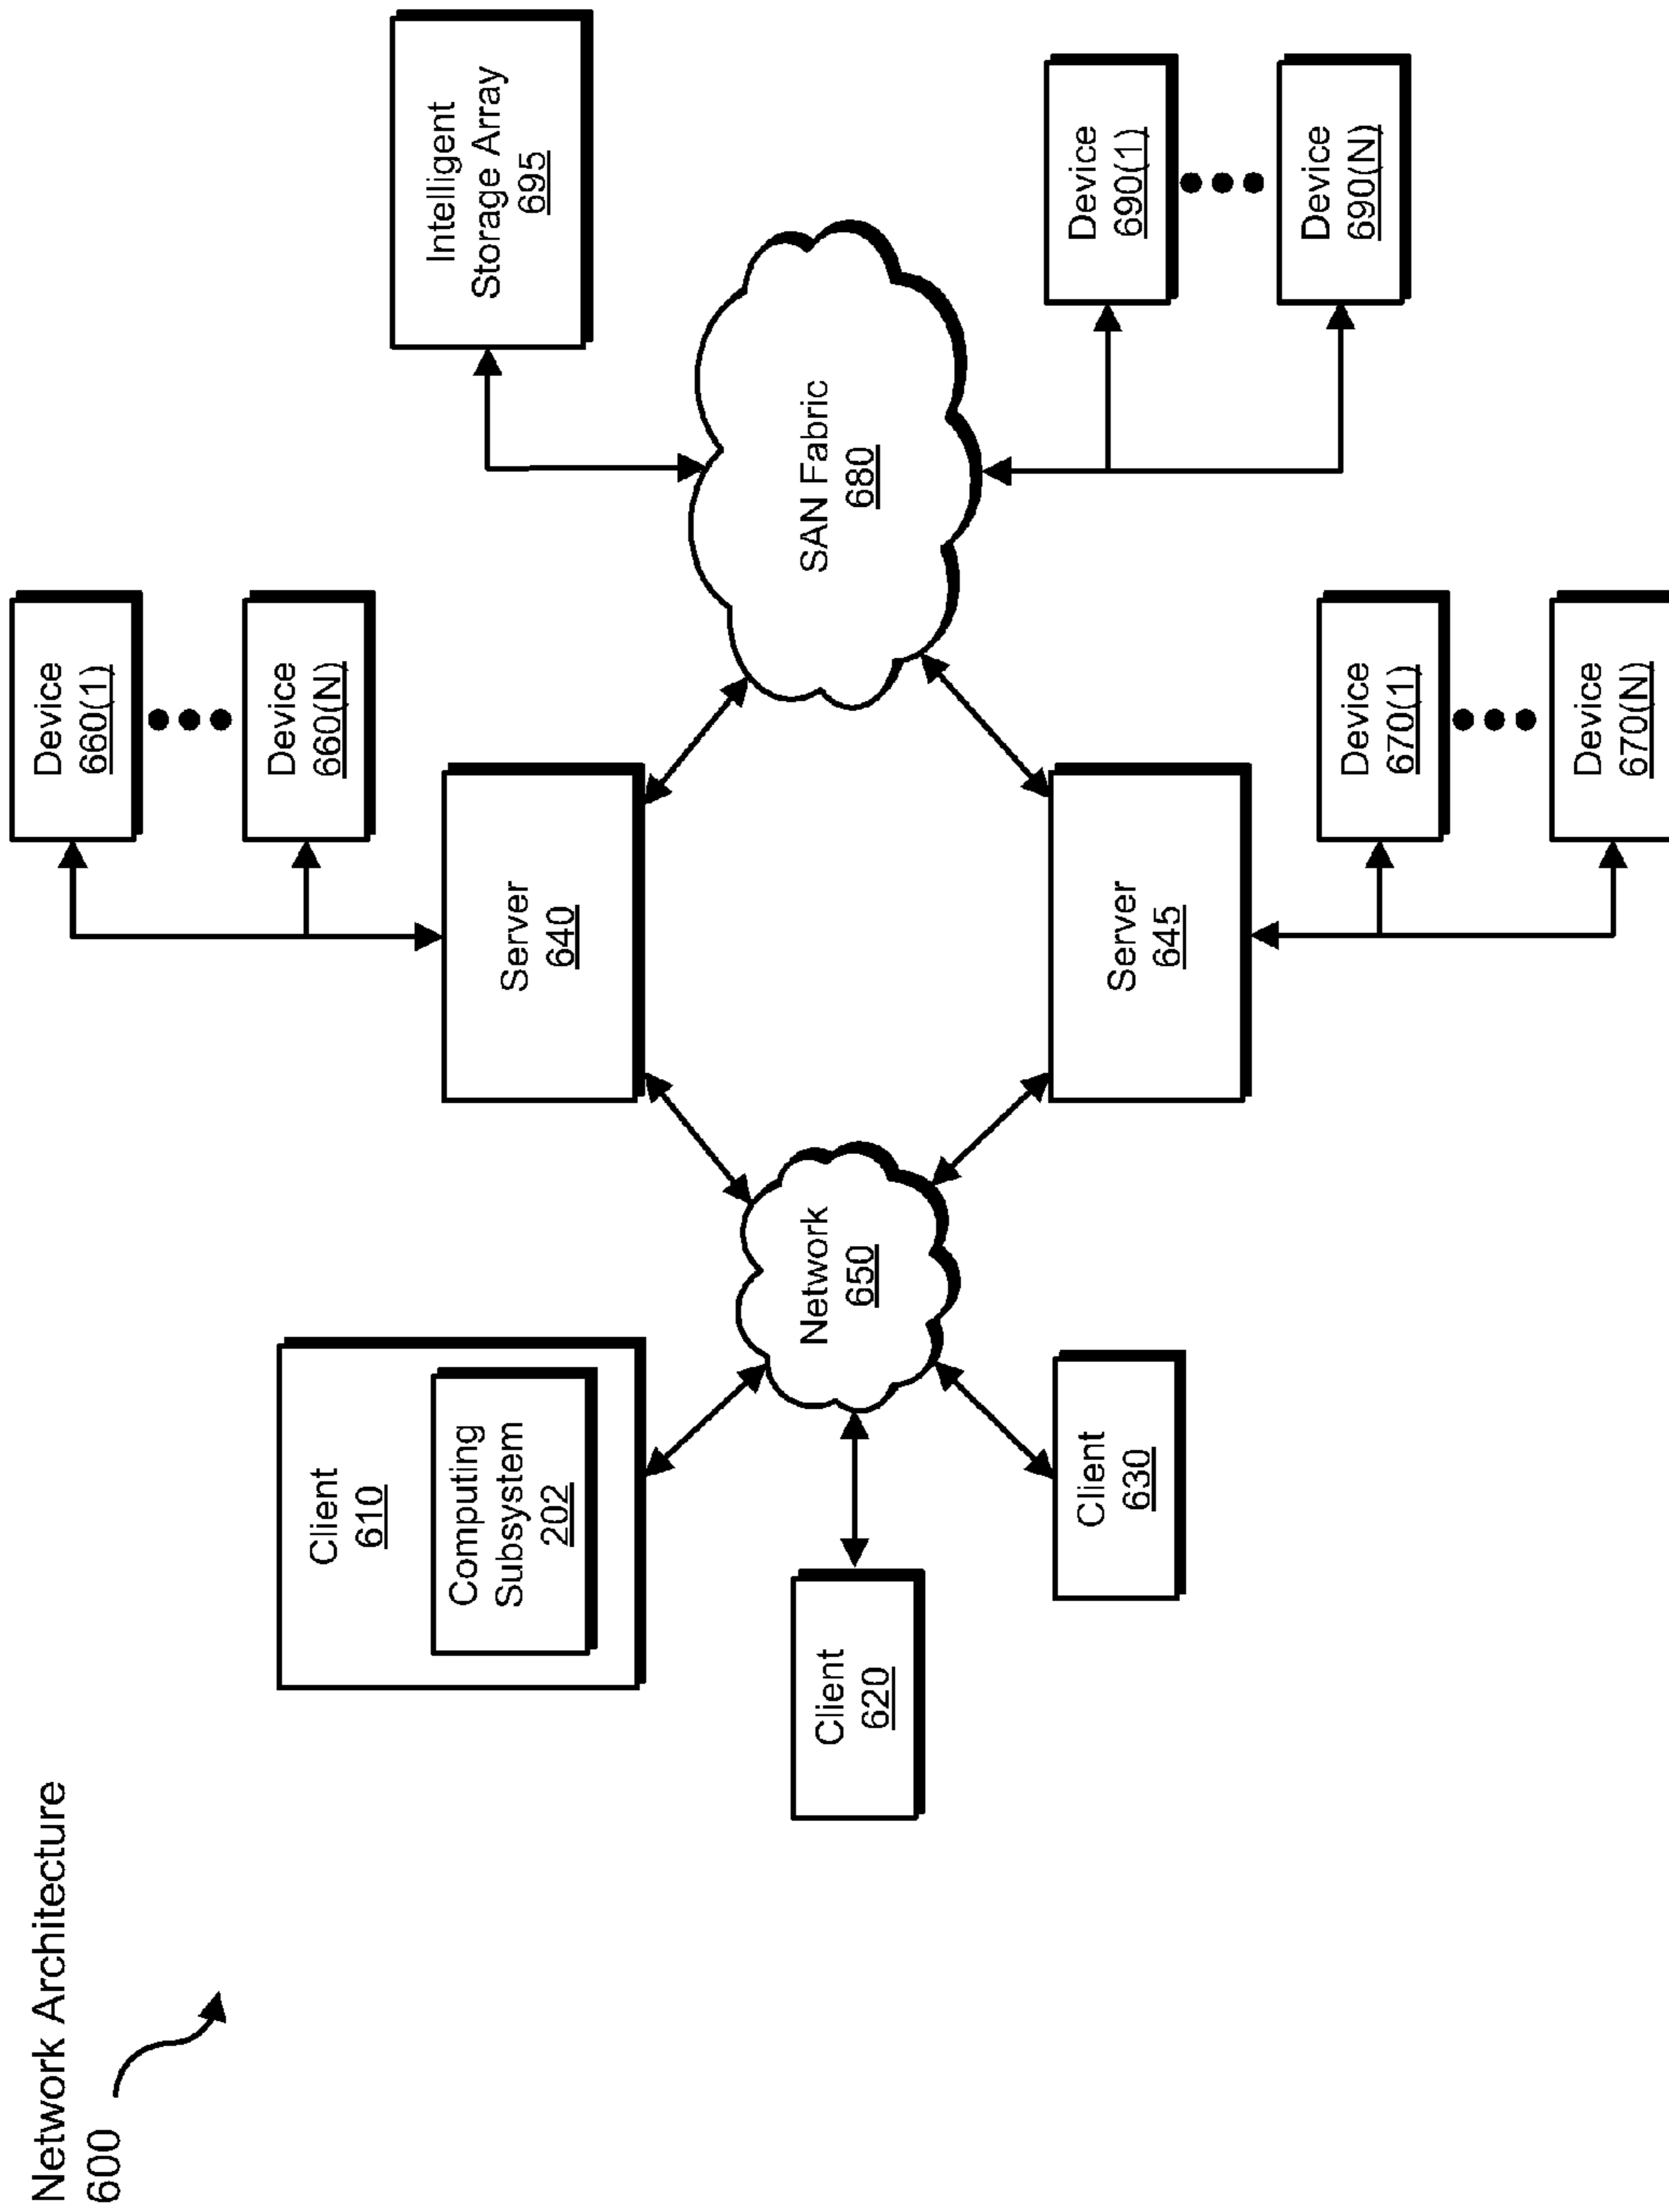 Network Architecture
600
Client
610
Computing
Subsystem
202
Client
620
Client
630
Network
650
Server
640
Server
645
Device
660(1)
Device
660(N)
Device
670(1)
Device
670(N)
SAN Fabric
680
Intelligent
Storage Array
695
Device
690(1)
Device
690(N)